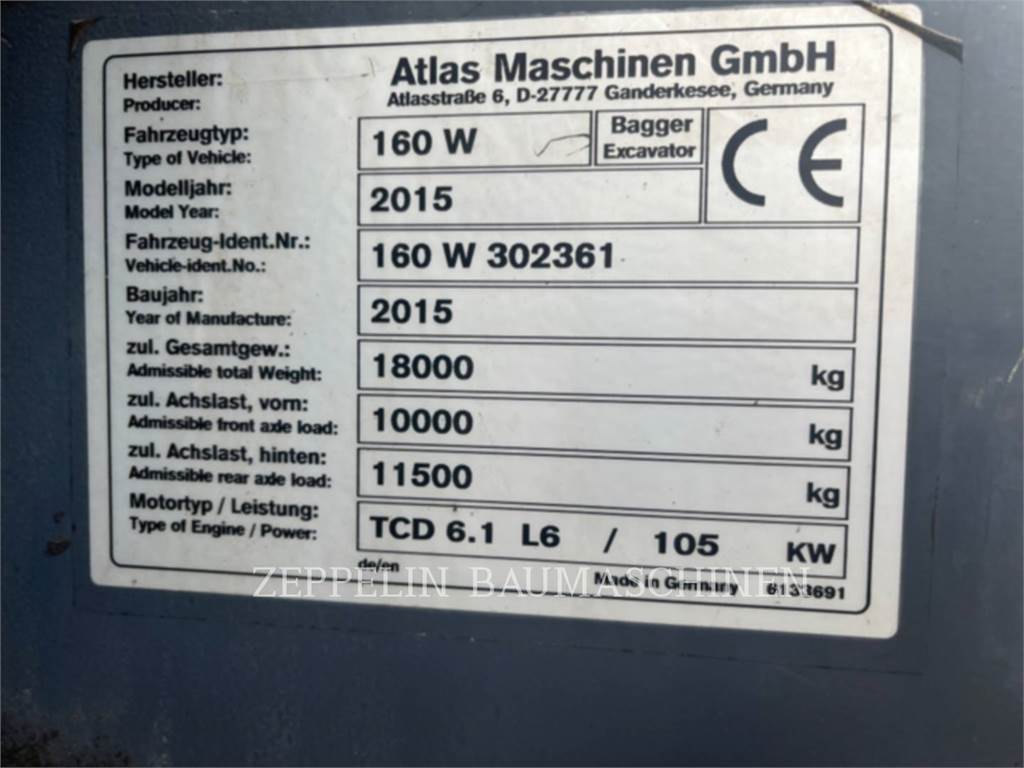 Hersteller: Atlas Maschinen GmbH
Producer: Atlasstraße 6, D-27777 Ganderkesee, Germany
Fahrzeugtyp: 160 W Bagger
Type of Vehicle: Excavator CE
Modelljahr: 2015
Model Year:
Fahrzeug-Ident.Nr.: 160 W 302361
Vehicle-ident.No.:
Baujahr: 2015
Year of Manufacture:
zul. Gesamtgew.: 18000 kg
Admissible total Weight:
zul. Achslast, vorn: 10000 kg
Admissible front axle load:
zul. Achslast, hinten: 11500 kg
Admissible rear axle load:
Motortyp / Leistung: TCD 6.1 L6 / 105 KW
Type of Engine / Power:
de/en Made in Germany 6133691
ZEPPELIN BAUMASCHINEN